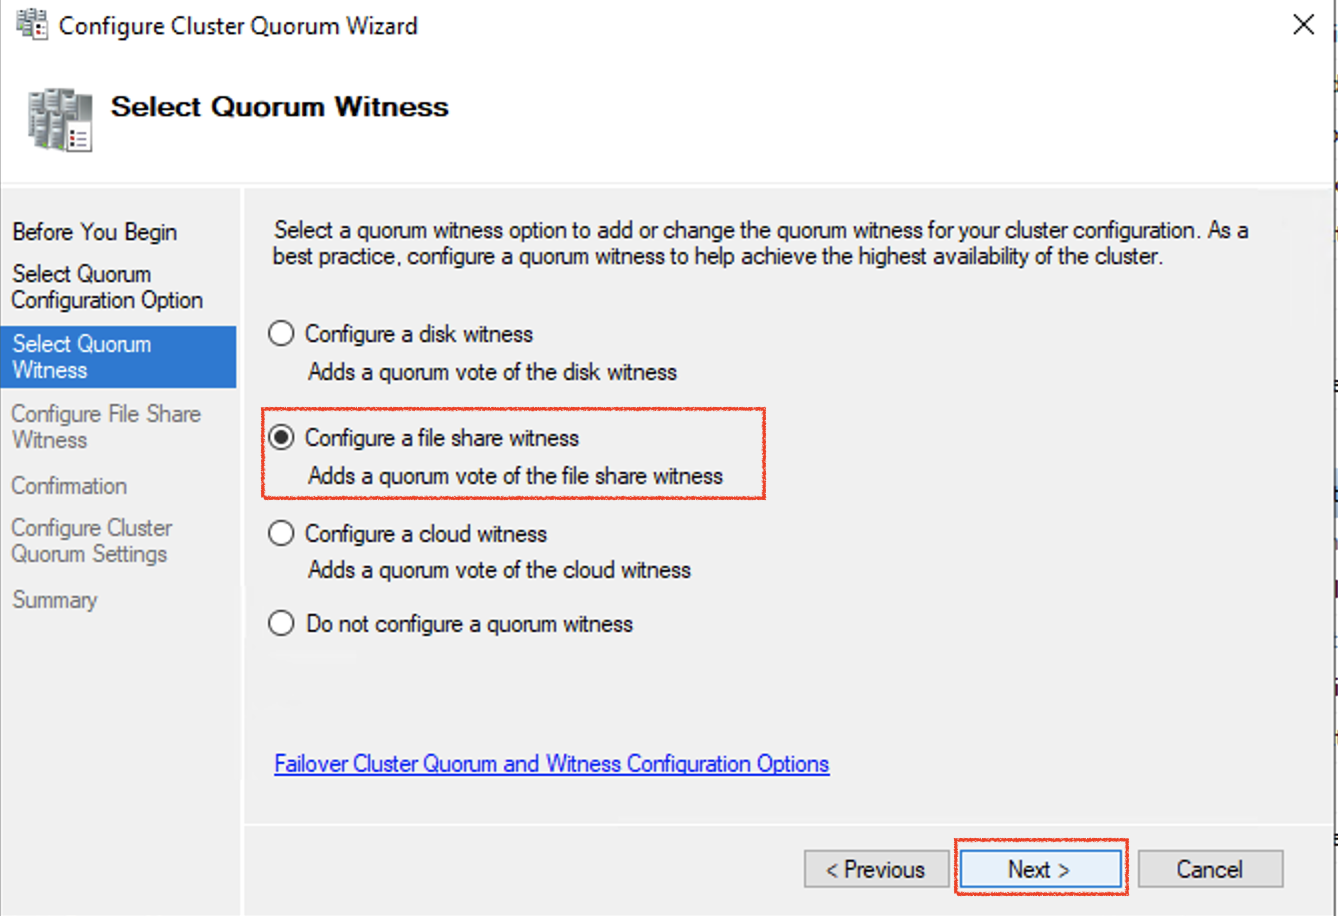 Configure Cluster Quorum Wizard
Select Quorum Witness
Before You Begin
Select Quorum
Configuration Option
Select Quorum
Witness
Configure File Share
Witness
Confirmation
Configure Cluster
Quorum Settings
Summary
Select a quorum witness option to add or change the quorum witness for your cluster configuration. As a
best practice, configure a quorum witness to help achieve the highest availability of the cluster.
Configure a disk witness
Adds a quorum vote of the disk witness
Configure a file share witness
Adds a quorum vote of the file share witness
Configure a cloud witness
Adds a quorum vote of the cloud witness
Do not configure a quorum witness
Failover Cluster Quorum and Witness Configuration Options
< Previous
Next >
Cancel